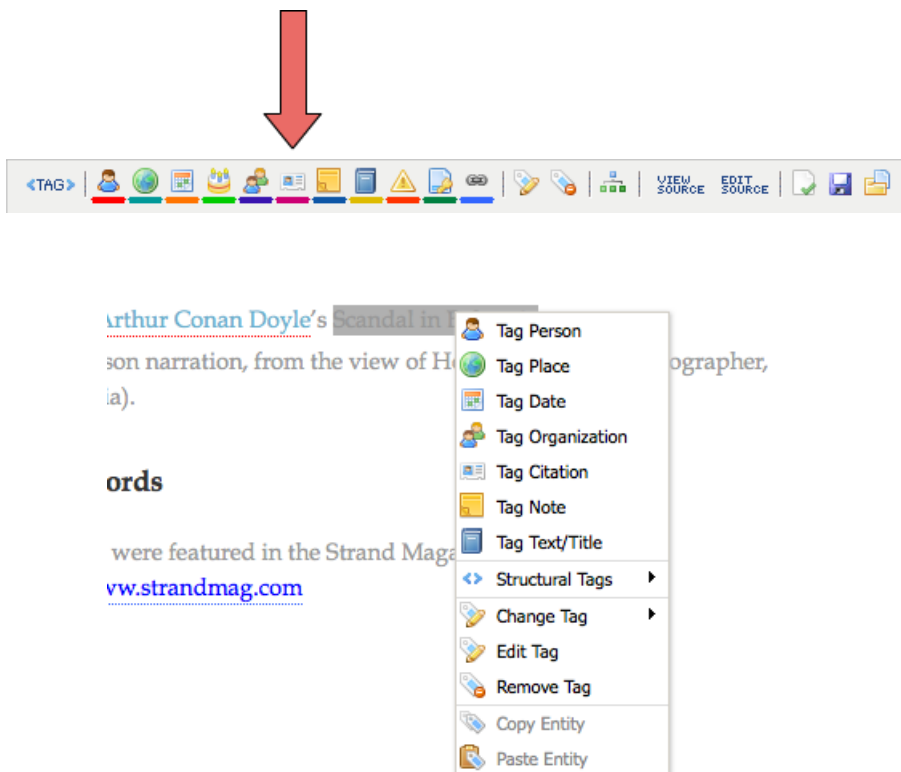 <TAG> VIEW SOURCE EDIT SOURCE
Arthur Conan Doyle's Scandal in
son narration, from the view of ographer,
ia).
ords
were featured in the Strand Maga
ww.strandmag.com
Tag Person
Tag Place
Tag Date
Tag Organization
Tag Citation
Tag Note
Tag Text/Title
Structural Tags
Change Tag
Edit Tag
Remove Tag
Copy Entity
Paste Entity